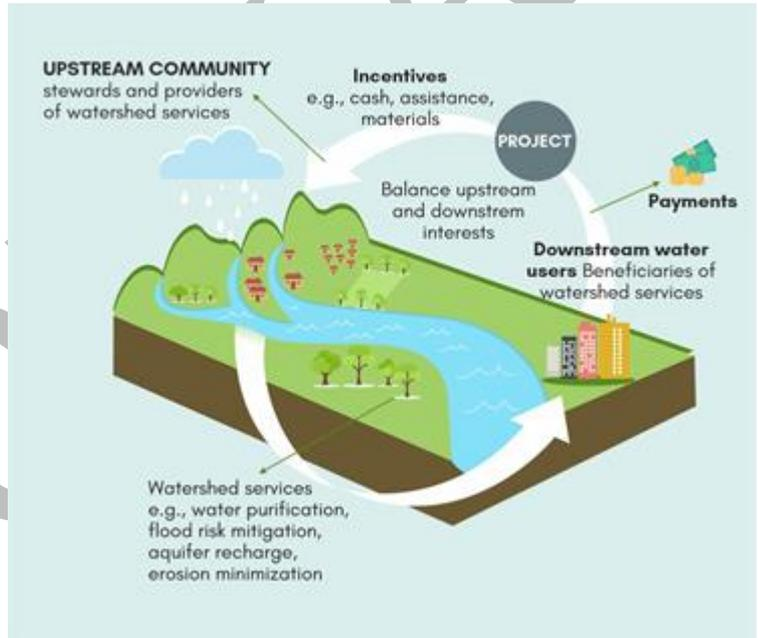 UPSTREAM COMMUNITY
stewards and providers
of watershed services
Incentives
e.g., cash, assistance,
materials
PROJECT
Payments
Balance upstream
and downstrem
interests
Downstream water
users Beneficiaries of
watershed services
Watershed services
e.g., water purification,
flood risk mitigation,
aquifer recharge,
erosion minimization